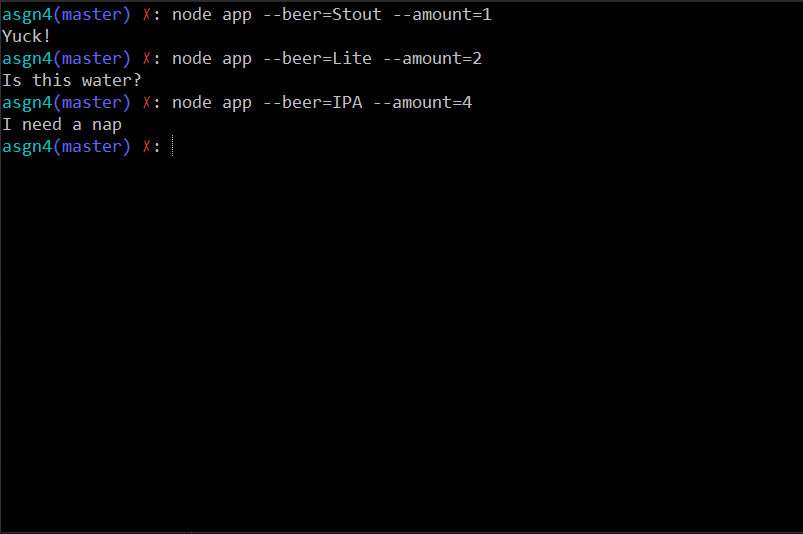 asgn4(master) ✗: node app --beer=Stout --amount=1
Yuck!
asgn4(master) ✗: node app --beer=Lite --amount=2
Is this water?
asgn4(master) ✗: node app --beer=IPA --amount=4
I need a nap
asgn4(master) ✗: